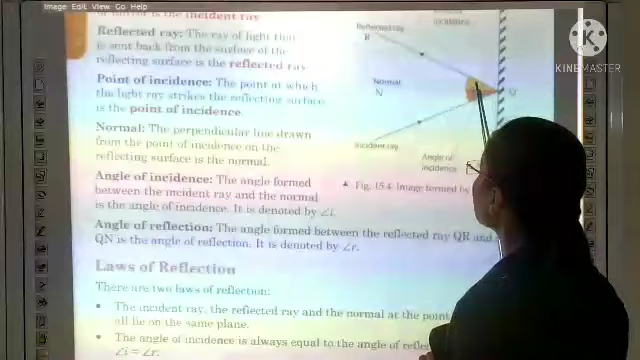 Image Edit View Go Help
of mirror is the incident ray
incidence
Reflected ray
R
Reflected ray: The ray of light that
is sent back from the surface of the
reflecting surface is the reflected ray.
Point of incidence: The point at which
the light ray strikes the reflecting surface
is the point of incidence.
Normal
N
Q
Normal: The perpendicular line drawn
from the point of incidence on the
reflecting surface is the normal.
Incident ray
Angle of
incidence
Angle of incidence: The angle formed
between the incident ray and the normal
is the angle of incidence. It is denoted by ∠i.
▲ Fig. 15.4 Image formed by
Angle of reflection: The angle formed between the reflected ray QR and
QN is the angle of reflection. It is denoted by ∠r.
Laws of Reflection
There are two laws of reflection:
• The incident ray, the reflected ray and the normal at the point
all lie on the same plane.
• The angle of incidence is always equal to the angle of refle
∠i = ∠r.
KINEMASTER